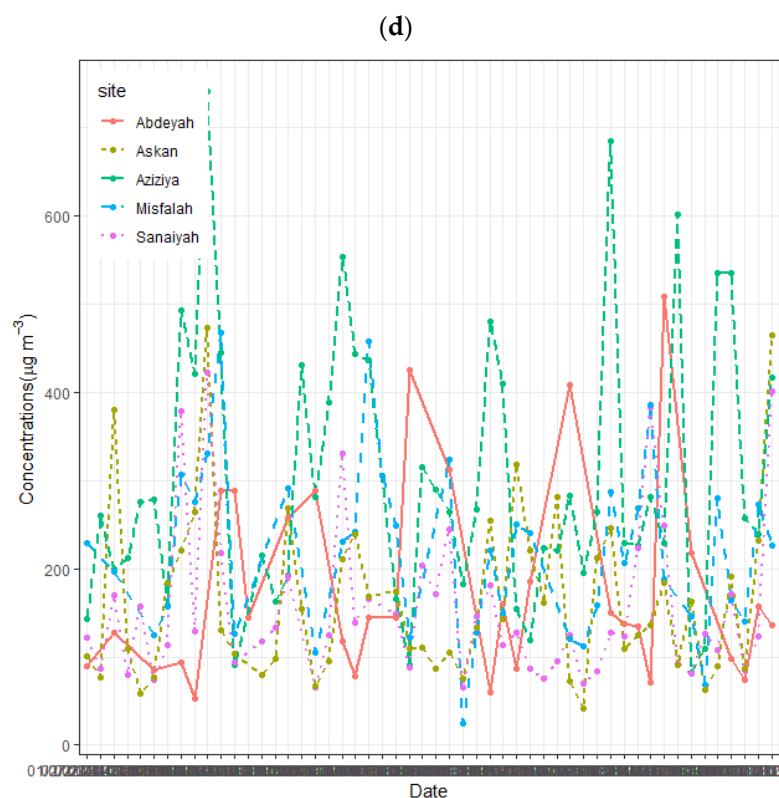 (d)
site
Abdeyah
Askan
Aziziya
Misfalah
Sanaiyah
600
400
200
0
Concentrations(µg m⁻³)
Date